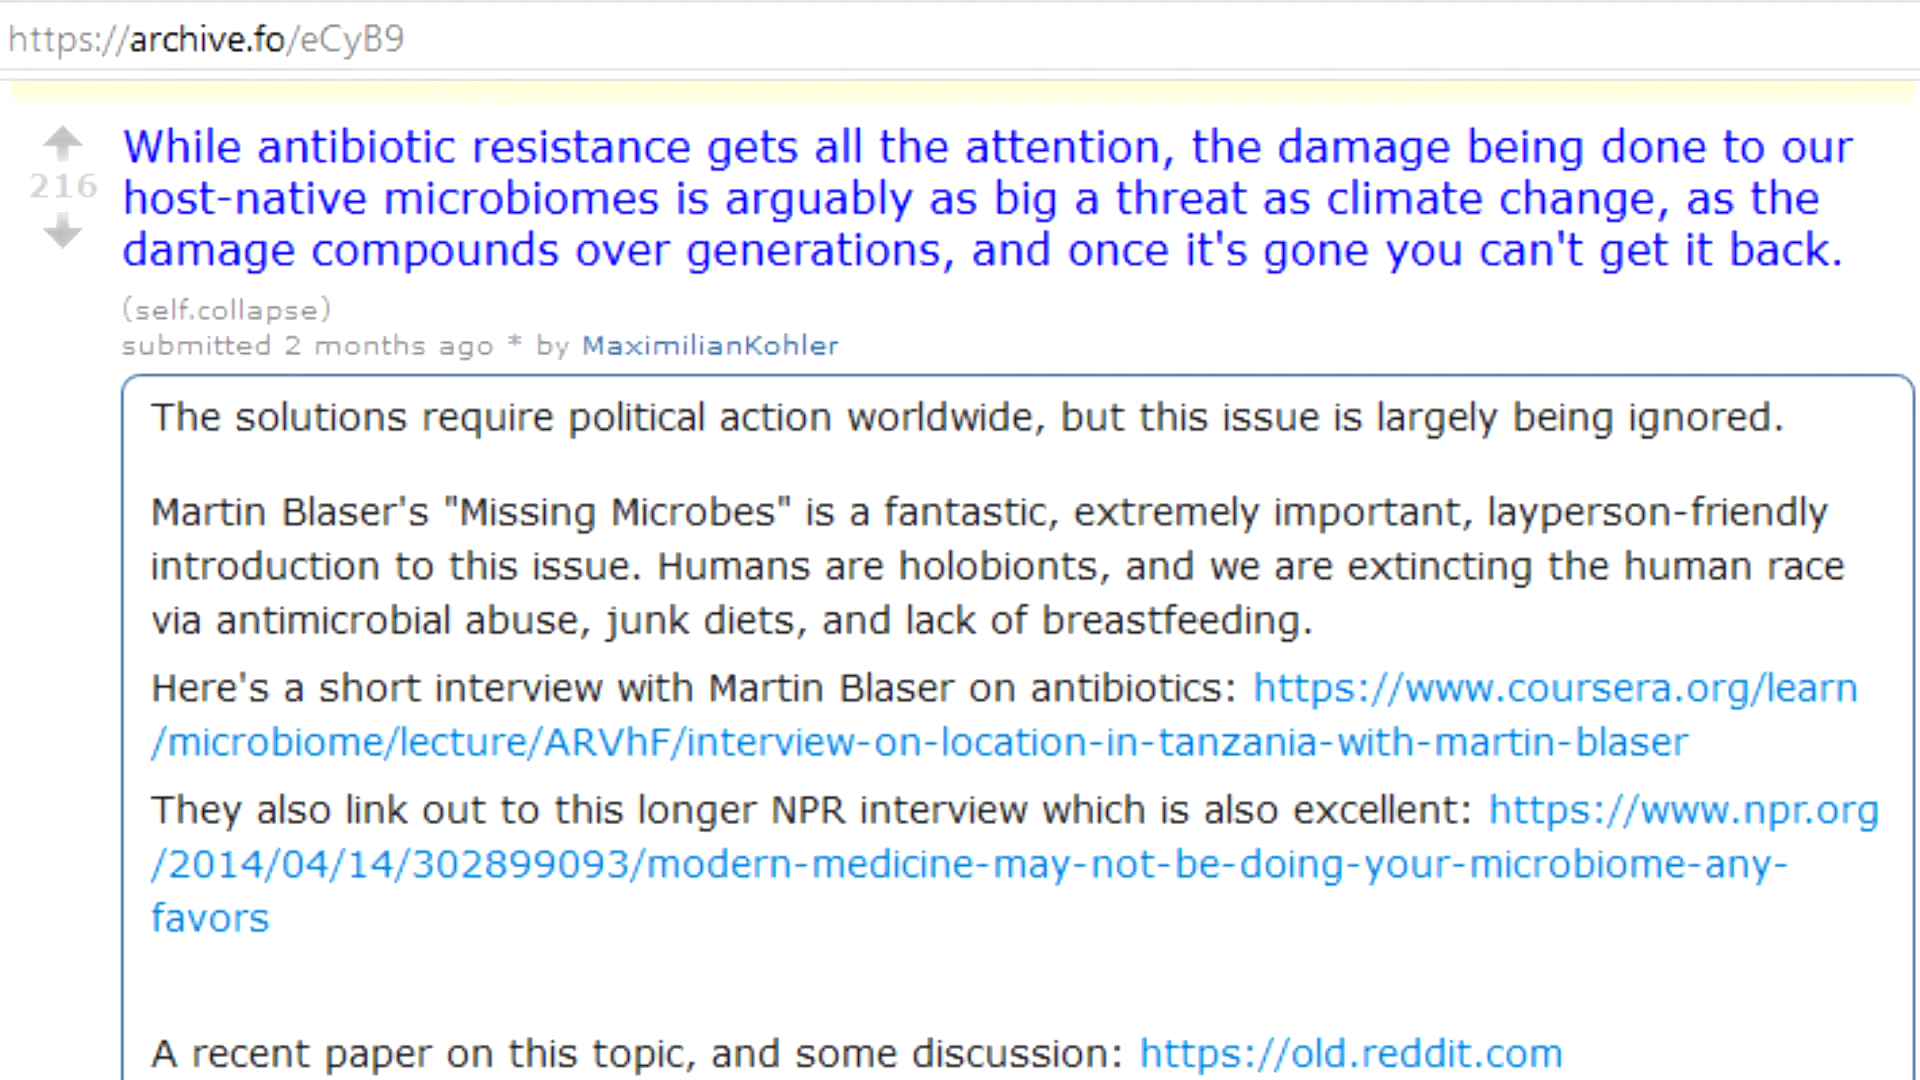 https://archive.fo/eCyB9
While antibiotic resistance gets all the attention, the damage being done to our
216
host-native microbiomes is arguably as big a threat as climate change, as the
damage compounds over generations, and once it's gone you can't get it back.
(self.collapse)
submitted 2 months ago * by MaximilianKohler
The solutions require political action worldwide, but this issue is largely being ignored.
Martin Blaser's "Missing Microbes" is a fantastic, extremely important, layperson-friendly
introduction to this issue. Humans are holobionts, and we are extincting the human race
via antimicrobial abuse, junk diets, and lack of breastfeeding.
Here's a short interview with Martin Blaser on antibiotics: https://www.coursera.org/learn
/microbiome/lecture/ARVhF/interview-on-location-in-tanzania-with-martin-blaser
They also link out to this longer NPR interview which is also excellent: https://www.npr.org
/2014/04/14/302899093/modern-medicine-may-not-be-doing-your-microbiome-any-
favors
A recent paper on this topic, and some discussion: https://old.reddit.com